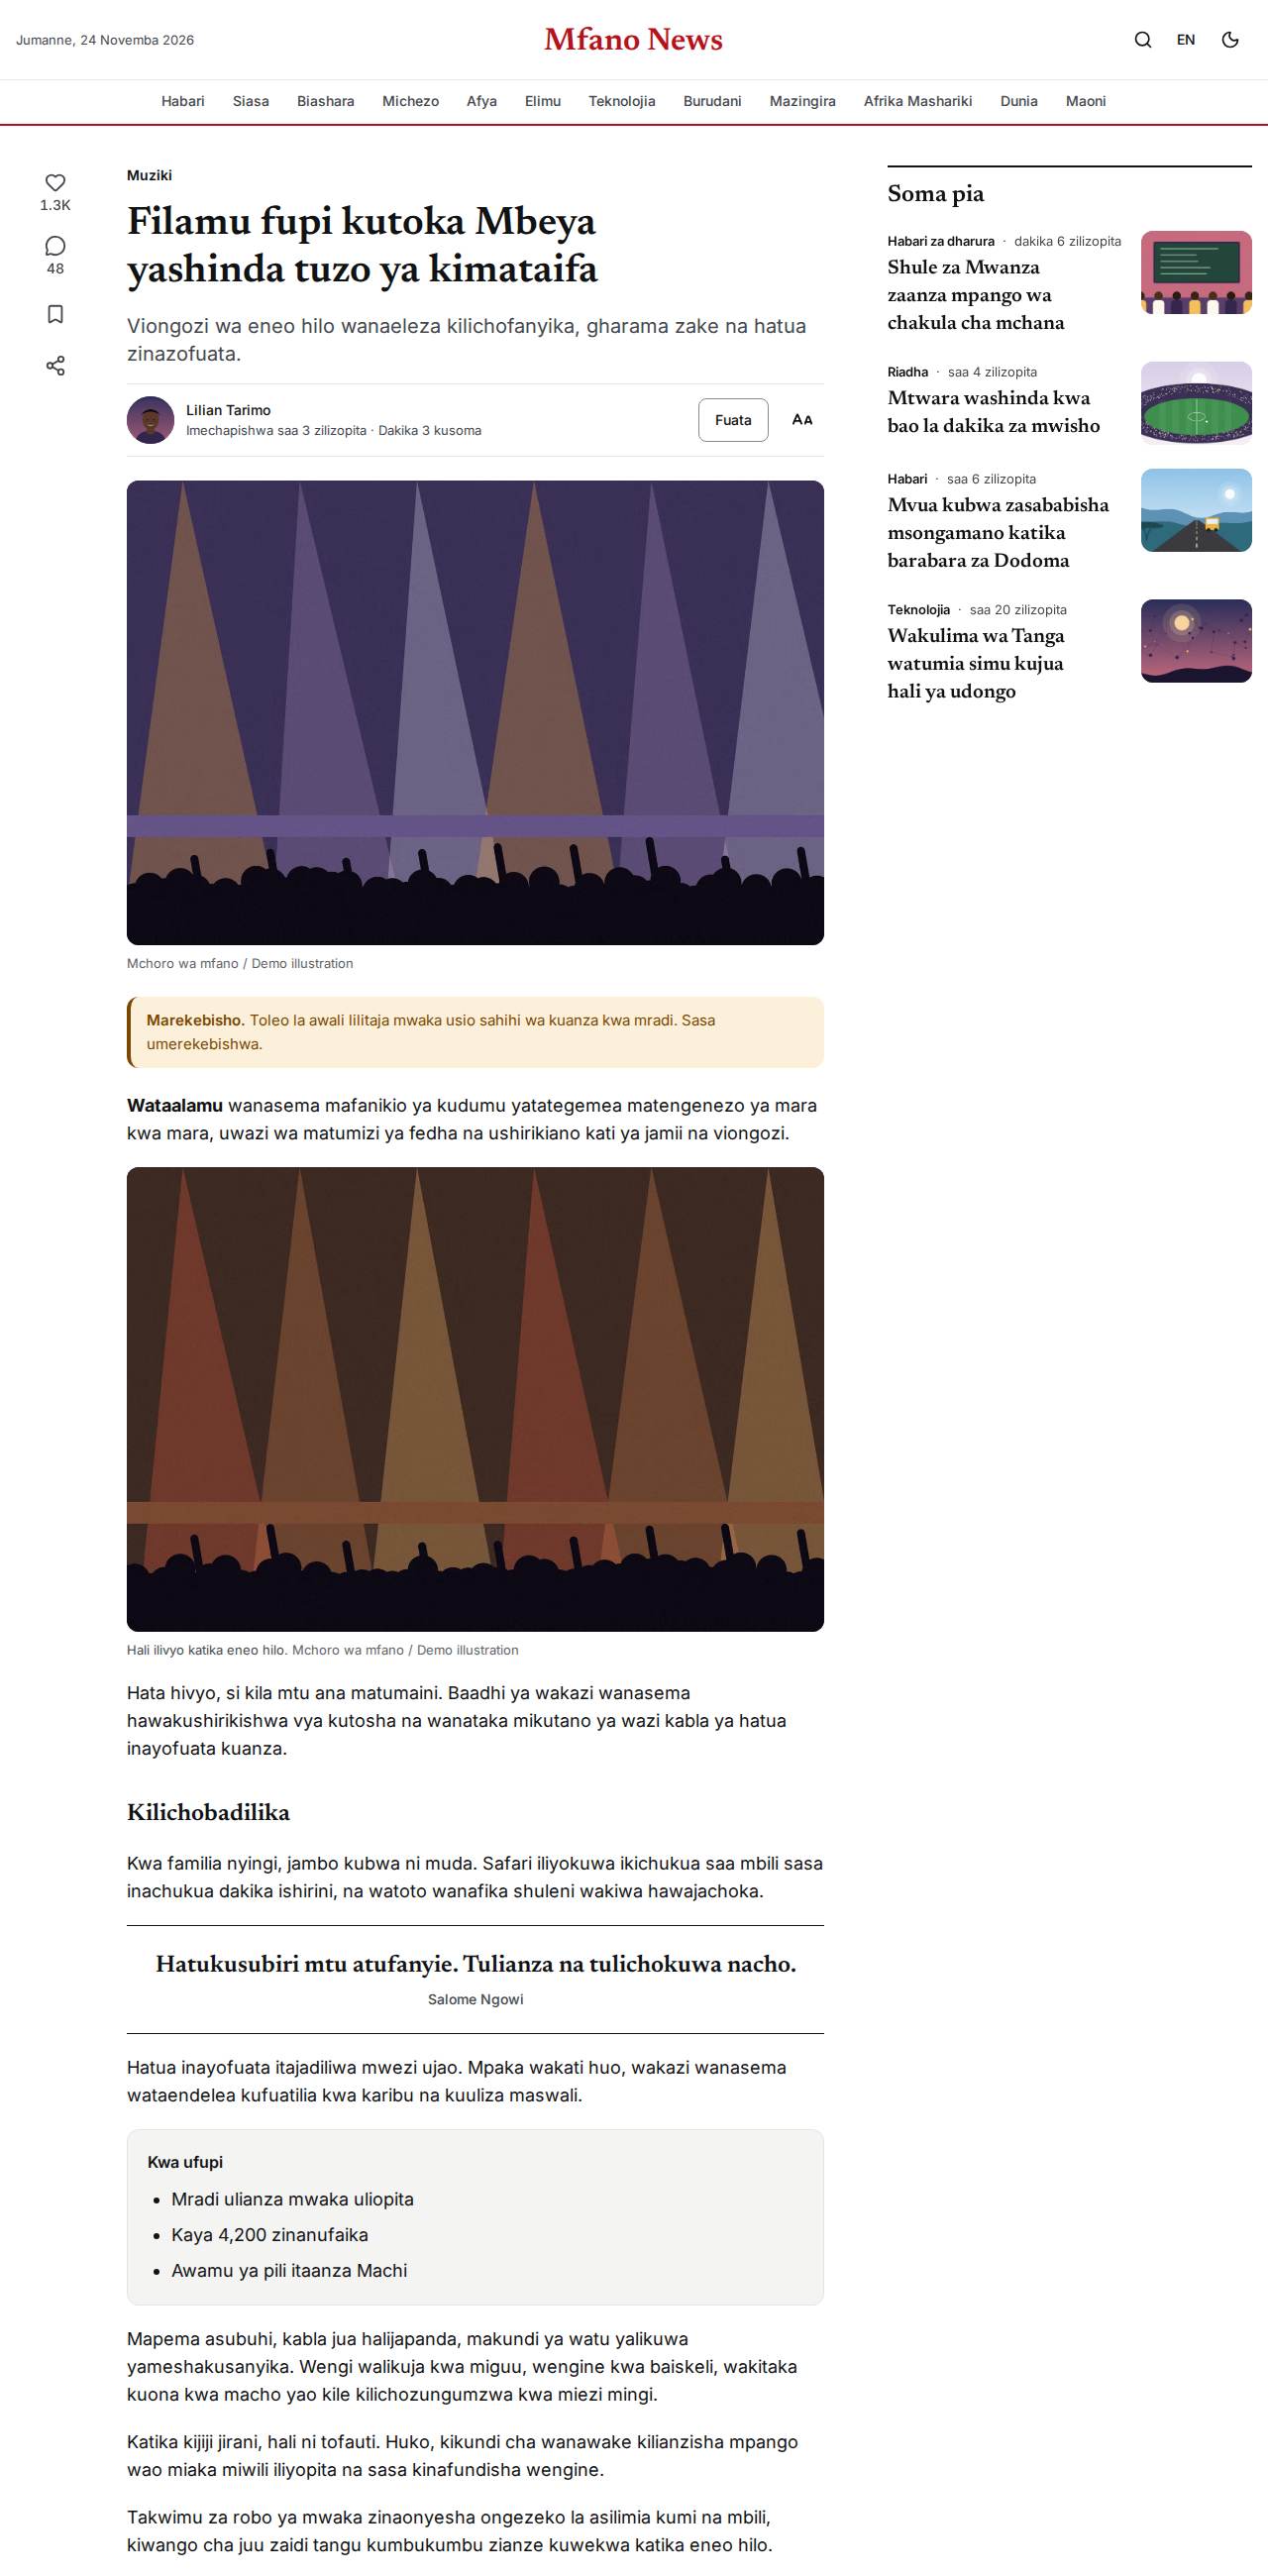 Jumanne, 24 Novemba 2026
Mfano News
EN
Habari Siasa Biashara Michezo Afya Elimu Teknolojia Burudani Mazingira Afrika Mashariki Dunia Maoni
1.3K
48
Muziki
Filamu fupi kutoka Mbeya
yashinda tuzo ya kimataifa
Viongozi wa eneo hilo wanaeleza kilichofanyika, gharama zake na hatua
zinazofuata.
Lilian Tarimo
Imechapishwa saa 3 zilizopita · Dakika 3 kusoma
Fuata
AA
Mchoro wa mfano / Demo illustration
Marekebisho. Toleo la awali lilitaja mwaka usio sahihi wa kuanza kwa mradi. Sasa
umerekebishwa.
Wataalamu wanasema mafanikio ya kudumu yatategemea matengenezo ya mara
kwa mara, uwazi wa matumizi ya fedha na ushirikiano kati ya jamii na viongozi.
Hali ilivyo katika eneo hilo. Mchoro wa mfano / Demo illustration
Hata hivyo, si kila mtu ana matumaini. Baadhi ya wakazi wanasema
hawakushirikishwa vya kutosha na wanataka mikutano ya wazi kabla ya hatua
inayofuata kuanza.
Kilichobadilika
Kwa familia nyingi, jambo kubwa ni muda. Safari iliyokuwa ikichukua saa mbili sasa
inachukua dakika ishirini, na watoto wanafika shuleni wakiwa hawajachoka.
Hatukusubiri mtu atufanyie. Tulianza na tulichokuwa nacho.
Salome Ngowi
Hatua inayofuata itajadiliwa mwezi ujao. Mpaka wakati huo, wakazi wanasema
wataendelea kufuatilia kwa karibu na kuuliza maswali.
Kwa ufupi
• Mradi ulianza mwaka uliopita
• Kaya 4,200 zinanufaika
• Awamu ya pili itaanza Machi
Mapema asubuhi, kabla jua halijapanda, makundi ya watu yalikuwa
yameshakusanyika. Wengi walikuja kwa miguu, wengine kwa baiskeli, wakitaka
kuona kwa macho yao kile kilichozungumzwa kwa miezi mingi.
Katika kijiji jirani, hali ni tofauti. Huko, kikundi cha wanawake kilianzisha mpango
wao miaka miwili iliyopita na sasa kinafundisha wengine.
Takwimu za robo ya mwaka zinaonyesha ongezeko la asilimia kumi na mbili,
kiwango cha juu zaidi tangu kumbukumbu zianze kuwekwa katika eneo hilo.
Soma pia
Habari za dharura · dakika 6 zilizopita
Shule za Mwanza
zaanza mpango wa
chakula cha mchana
Riadha · saa 4 zilizopita
Mtwara washinda kwa
bao la dakika za mwisho
Habari · saa 6 zilizopita
Mvua kubwa zasababisha
msongamano katika
barabara za Dodoma
Teknolojia · saa 20 zilizopita
Wakulima wa Tanga
watumia simu kujua
hali ya udongo